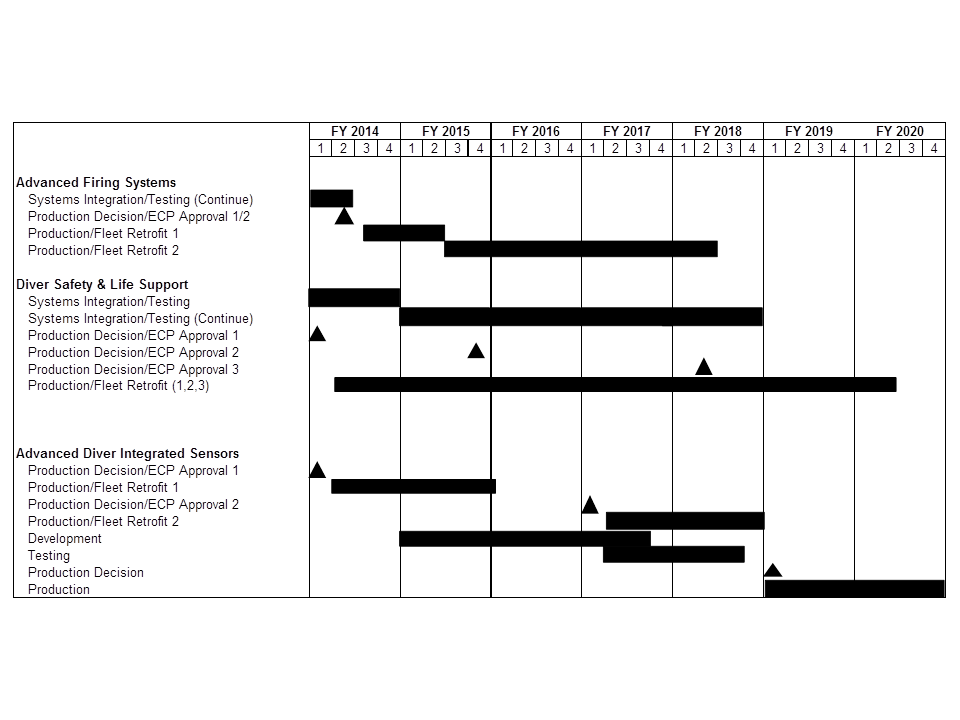 FY 2014 FY 2015 FY 2016 FY 2017 FY 2018 FY 2019 FY 2020
1 2 3 4 1 2 3 4 1 2 3 4 1 2 3 4 1 2 3 4 1 2 3 4 1 2 3 4
Advanced Firing Systems
Systems Integration/Testing (Continue)
Production Decision/ECP Approval 1/2
Production/Fleet Retrofit 1
Production/Fleet Retrofit 2
Diver Safety & Life Support
Systems Integration/Testing
Systems Integration/Testing (Continue)
Production Decision/ECP Approval 1
Production Decision/ECP Approval 2
Production Decision/ECP Approval 3
Production/Fleet Retrofit (1,2,3)
Advanced Diver Integrated Sensors
Production Decision/ECP Approval 1
Production/Fleet Retrofit 1
Production Decision/ECP Approval 2
Production/Fleet Retrofit 2
Development
Testing
Production Decision
Production